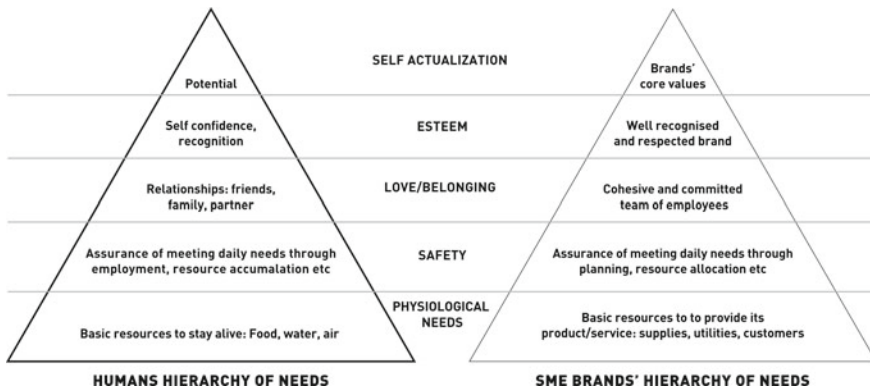 SELF ACTUALIZATION
Potential
Brands'
core values
Self confidence,
recognition
ESTEEM
Well recognised
and respected brand
Relationships: friends,
family, partner
LOVE/BELONGING
Cohesive and committed
team of employees
Assurance of meeting daily needs through
employment, resource accumalation etc
SAFETY
Assurance of meeting daily needs through
planning, resource allocation etc
Basic resources to stay alive: Food, water, air
PHYSIOLOGICAL
NEEDS
Basic resources to to provide its
product/service: supplies, utilities, customers
HUMANS HIERARCHY OF NEEDS
SME BRANDS' HIERARCHY OF NEEDS